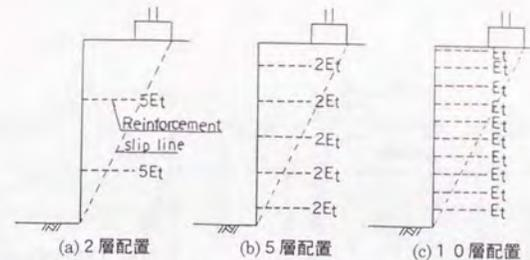 5Et
Reinforcement
slip line
5Et
(a) 2 層配置
2Et
2Et
2Et
2Et
2Et
(b) 5 層配置
Et
Et
Et
Et
Et
Et
Et
Et
Et
Et
(c) 1 0 層配置